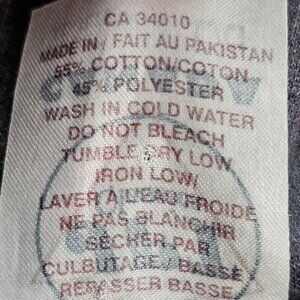 CA 34010
MADE IN / FAIT AU PAKISTAN
55% COTTON/COTON
45% POLYESTER
WASH IN COLD WATER
DO NOT BLEACH
TUMBLE DRY LOW
IRON LOW/
LAVER A L'EAU FROIDE
NE PAS BLANCHIR
SECHER PAR
CULBUTAGE / BASSE /
REPASSER BASSE